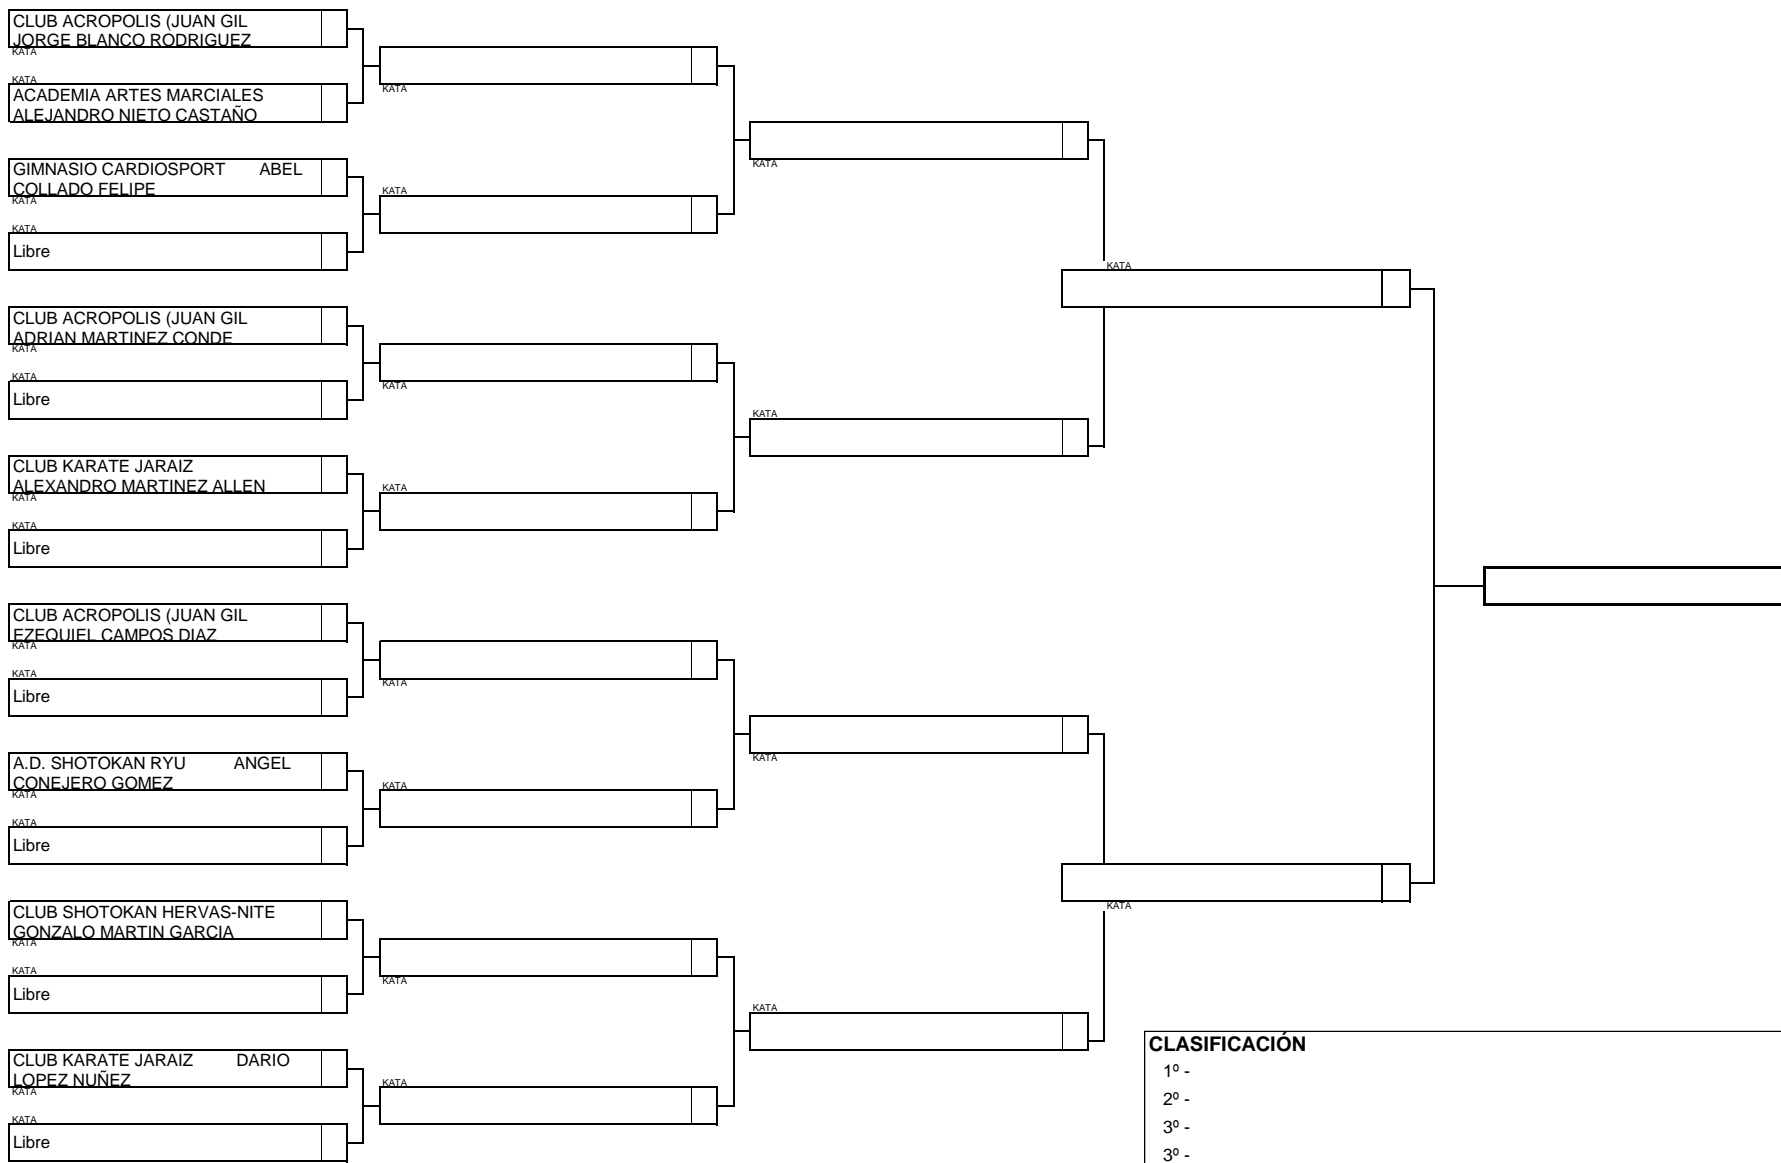 CLUB ACROPOLIS (JUAN GIL
JORGE BLANCO RODRIGUEZ
KATA
KATA
ACADEMIA ARTES MARCIALES
ALEJANDRO NIETO CASTAÑO
GIMNASIO CARDIOSPORT ABEL
COLLADO FELIPE
KATA
KATA
Libre
CLUB ACROPOLIS (JUAN GIL
ADRIAN MARTINEZ CONDE
KATA
KATA
Libre
CLUB KARATE JARAIZ
ALEXANDRO MARTINEZ ALLEN
KATA
KATA
Libre
CLUB ACROPOLIS (JUAN GIL
EZEQUIEL CAMPOS DIAZ
KATA
KATA
Libre
A.D. SHOTOKAN RYU ANGEL
CONEJERO GOMEZ
KATA
KATA
Libre
CLUB SHOTOKAN HERVAS-NITE
GONZALO MARTIN GARCIA
KATA
KATA
Libre
CLUB KARATE JARAIZ DARIO
LOPEZ NUÑEZ
KATA
KATA
Libre
KATA
KATA
KATA
KATA
KATA
KATA
KATA
KATA
KATA
KATA
KATA
KATA
KATA
KATA
CLASIFICACIÓN
1º -
2º -
3º -
3º -